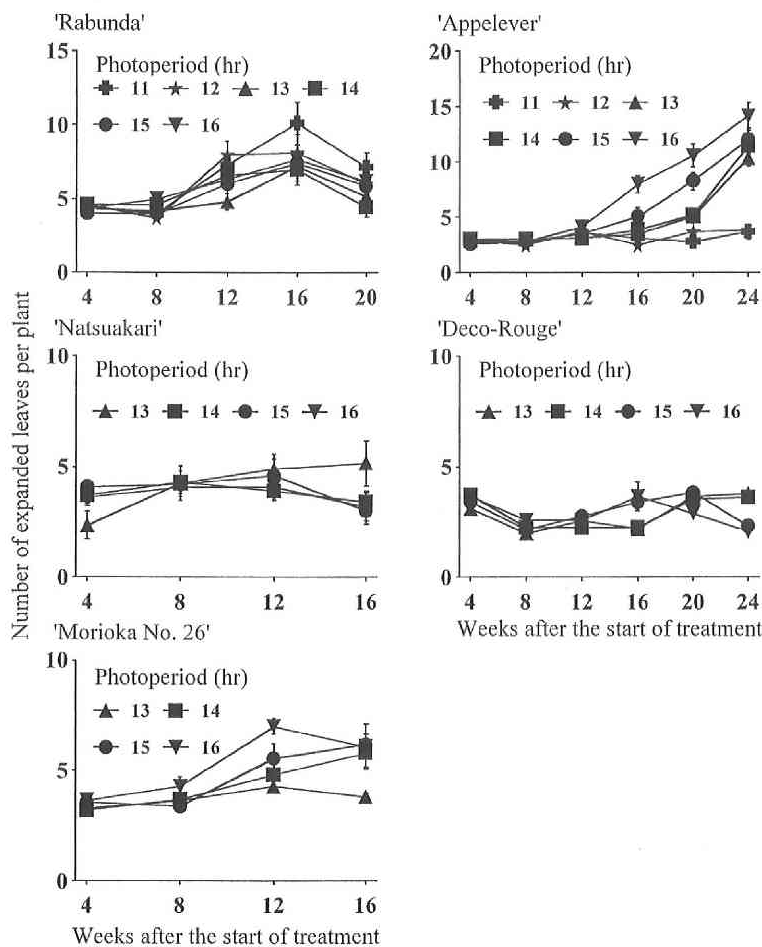 'Rabunda'
15
10
5
0
Photoperiod (hr)
11 12 13 14
15 16
4 8 12 16 20
'Appelever'
20
15
10
5
0
Photoperiod (hr)
11 12 13
14 15 16
4 8 12 16 20 24
Number of expanded leaves per plant
'Natsuakari'
10
5
0
Photoperiod (hr)
13 14 15 16
4 8 12 16
'Deco-Rouge'
10
5
0
Photoperiod (hr)
13 14 15 16
4 8 12 16 20 24
Weeks after the start of treatment
'Morioka No. 26'
10
5
0
Photoperiod (hr)
13 14
15 16
4 8 12 16
Weeks after the start of treatment